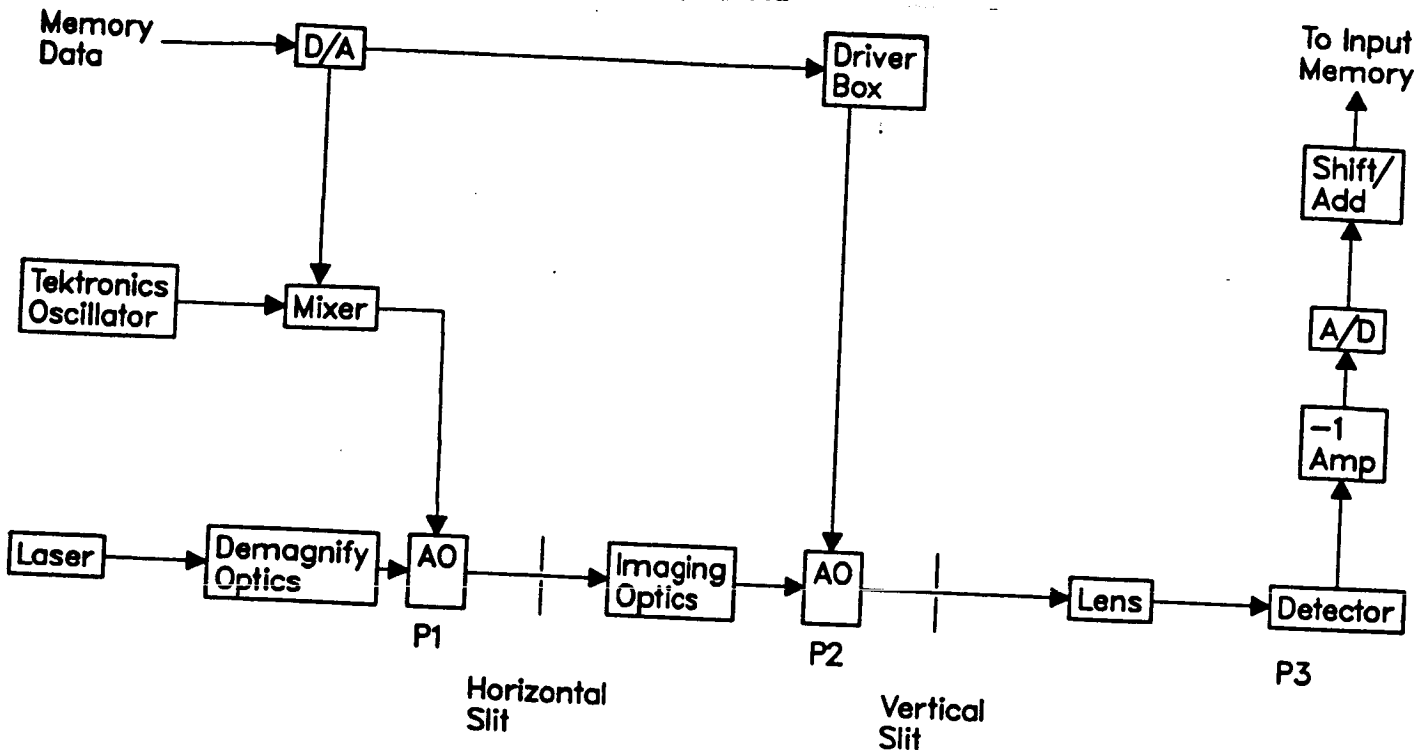 Memory
Data
D/A
Driver
Box
To Input
Memory
Shift/
Add
Tektronics
Oscillator
Mixer
A/D
-1
Amp
Laser
Demagnify
Optics
AO
Imaging
Optics
AO
Lens
Detector
P1
P2
P3
Horizontal
Slit
Vertical
Slit